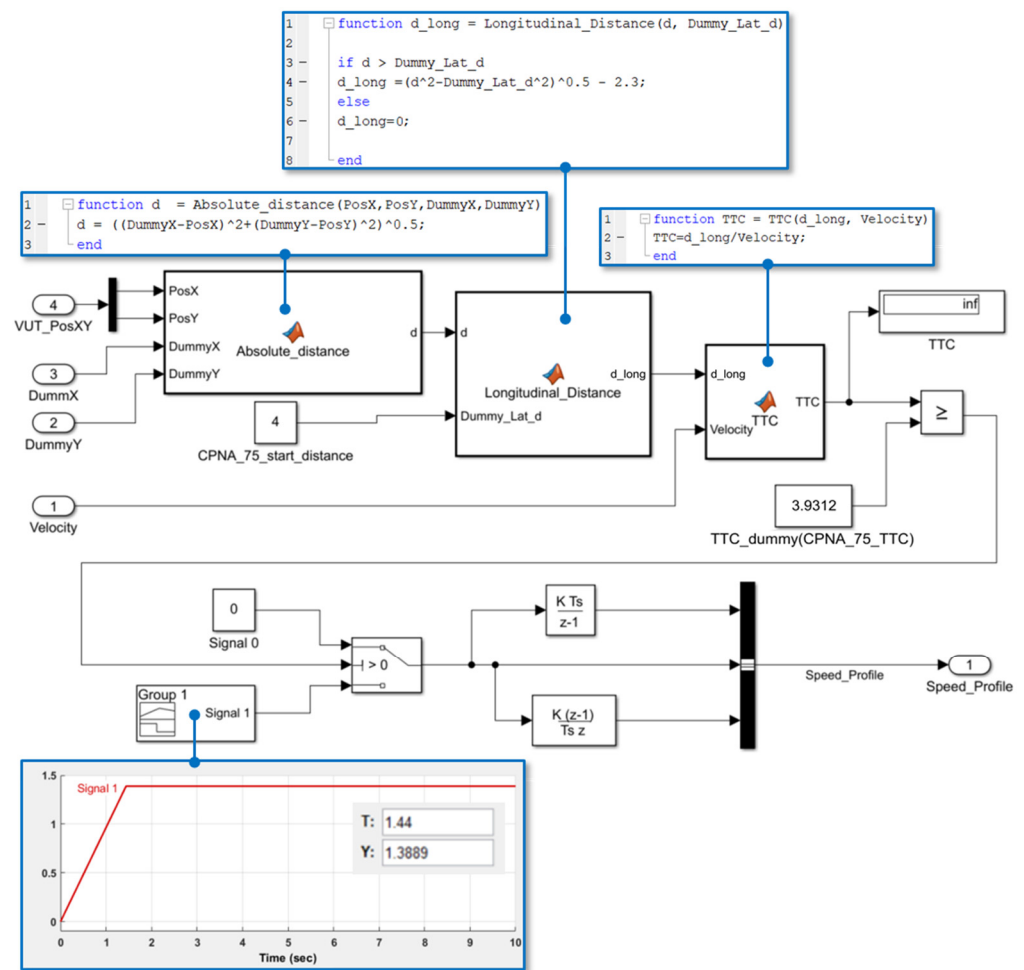 1 function d_long = Longitudinal_Distance(d, Dummy_Lat_d)
2
3 – if d > Dummy_Lat_d
4 – d_long =(d^2-Dummy_Lat_d^2)^0.5 - 2.3;
5 else
6 – d_long=0;
7
8 end
1 function d = Absolute_distance(PosX,PosY,DummyX,DummyY)
2 – d = ((DummyX-PosX)^2+(DummyY-PosY)^2)^0.5;
3 end
1 function TTC = TTC(d_long, Velocity)
2 – TTC=d_long/Velocity;
3 end
4
VUT_PosXY
3
DummX
2
DummyY
1
Velocity
PosX
PosY
DummyX
DummyY
d
Absolute_distance
4
CPNA_75_start_distance
d
Dummy_Lat_d
d_long
Longitudinal_Distance
d_long
Velocity
TTC
TTC
inf
TTC
≥
3.9312
TTC_dummy(CPNA_75_TTC)
0
Signal 0
Group 1
Signal 1
> 0
K Ts
z-1
K (z-1)
Ts z
Speed_Profile
1
Speed_Profile
1.5
1
0.5
0
Signal 1
T: 1.44
Y: 1.3889
0 1 2 3 4 5 6 7 8 9 10
Time (sec)